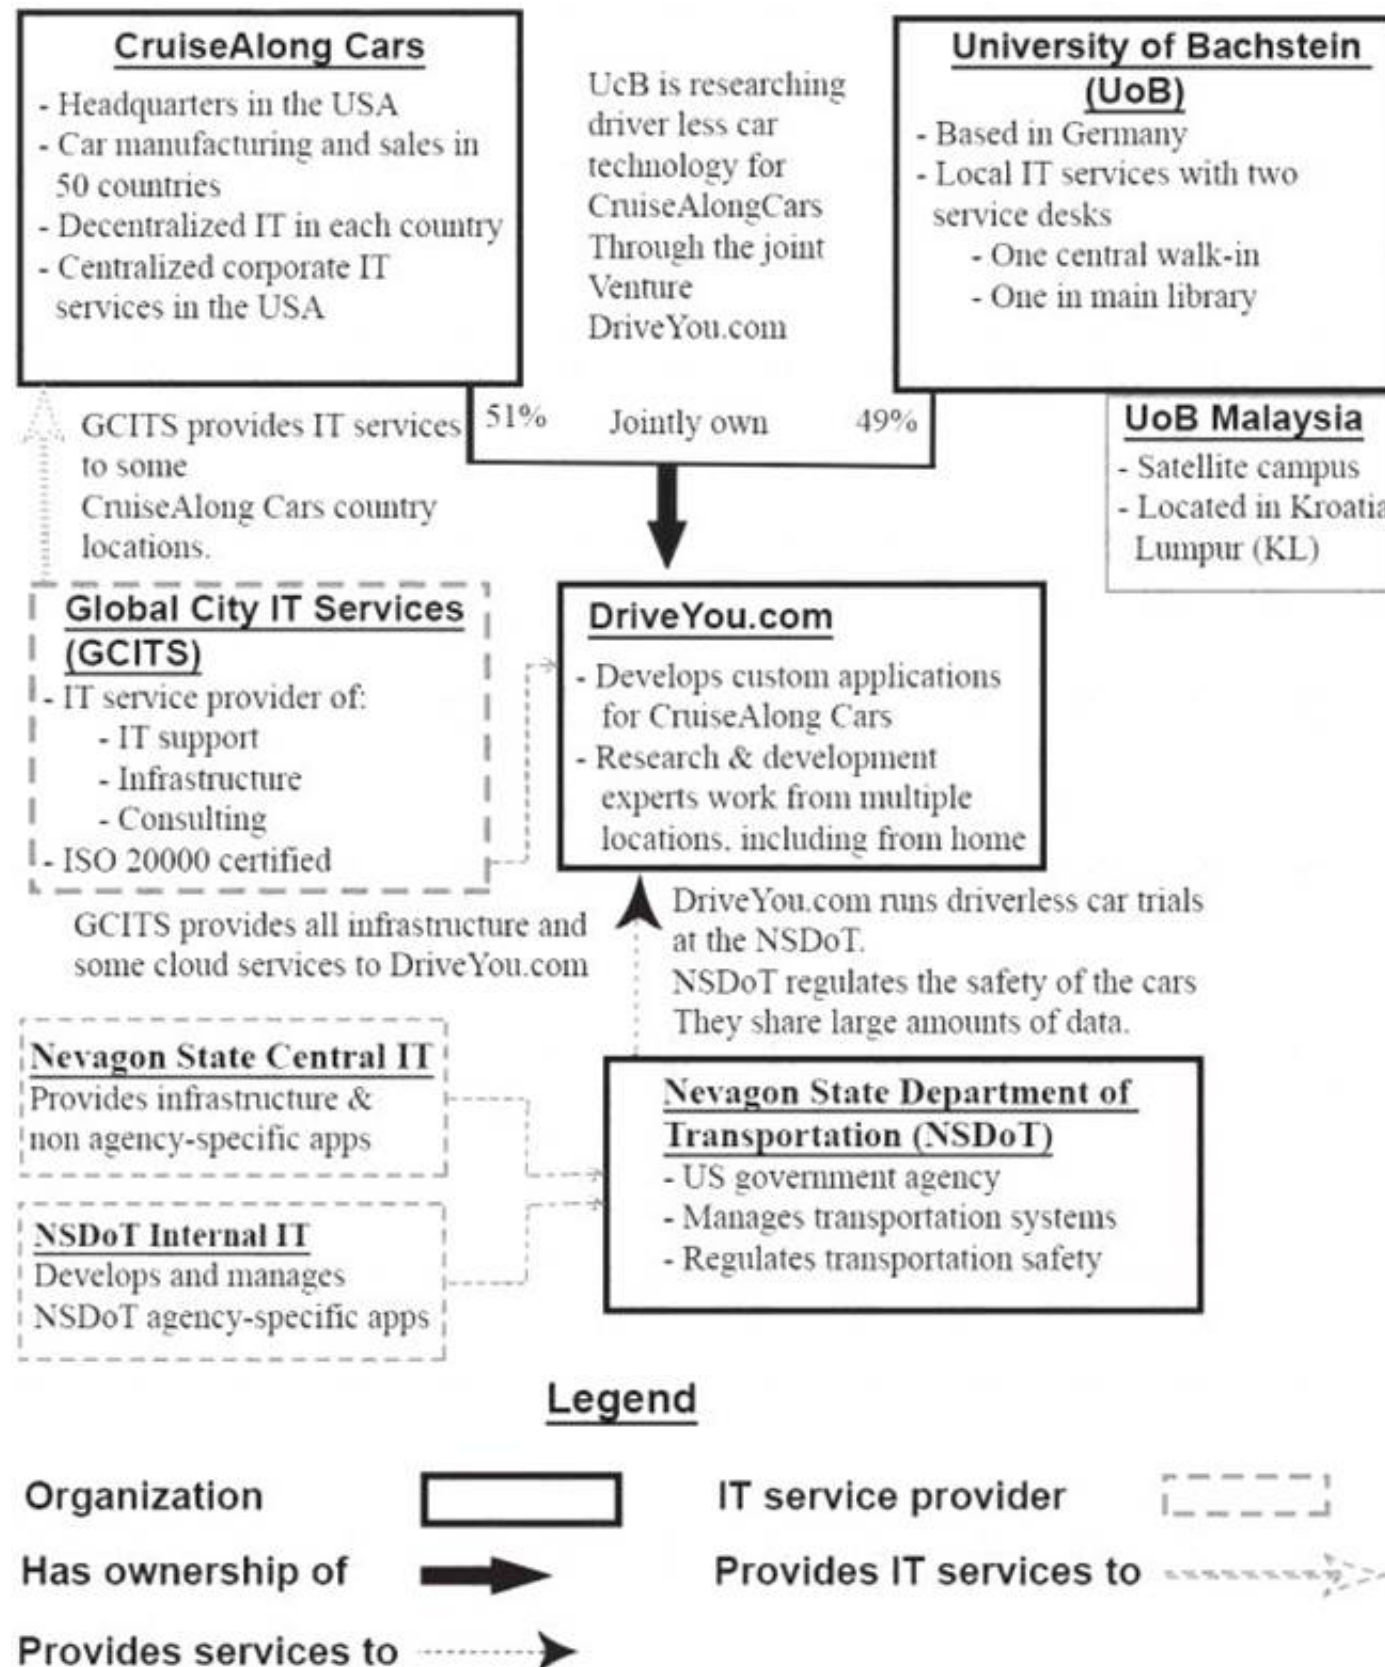 CruiseAlong Cars
- Headquarters in the USA
- Car manufacturing and sales in
50 countries
- Decentralized IT in each country
- Centralized corporate IT
services in the USA
UcB is researching
driver less car
technology for
CruiseAlongCars
Through the joint
Venture
DriveYou.com
University of Bachstein
(UoB)
- Based in Germany
- Local IT services with two
service desks
- One central walk-in
- One in main library
51% Jointly own 49%
UoB Malaysia
- Satellite campus
- Located in Kroatia
Lumpur (KL)
GCITS provides IT services
to some
CruiseAlong Cars country
locations.
Global City IT Services
(GCITS)
- IT service provider of:
- IT support
- Infrastructure
- Consulting
- ISO 20000 certified
DriveYou.com
- Develops custom applications
for CruiseAlong Cars
- Research & development
experts work from multiple
locations, including from home
GCITS provides all infrastructure and
some cloud services to DriveYou.com
DriveYou.com runs driverless car trials
at the NSDoT.
NSDoT regulates the safety of the cars
They share large amounts of data.
Nevagon State Central IT
Provides infrastructure &
non agency-specific apps
NSDoT Internal IT
Develops and manages
NSDoT agency-specific apps
Nevagon State Department of
Transportation (NSDoT)
- US government agency
- Manages transportation systems
- Regulates transportation safety
Legend
Organization
IT service provider
Has ownership of
Provides IT services to
Provides services to